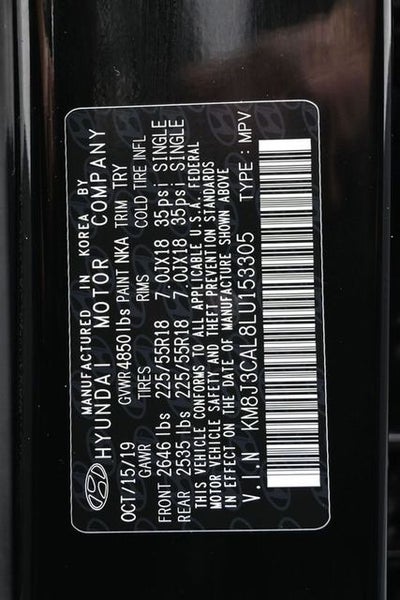 MANUFACTURED IN KOREA BY
HYUNDAI MOTOR COMPANY
OCT/15/19 GVWR 4850 lbs PAINT NKA TRIM TRY
GAWR TIRES RIMS COLD TIRE INFL
FRONT 2646 lbs 225/55R18 7.0JX18 35psi SINGLE
REAR 2535 lbs 225/55R18 7.0JX18 35psi SINGLE
THIS VEHICLE CONFORMS TO ALL APPLICABLE U.S.A. FEDERAL
MOTOR VEHICLE SAFETY AND THEFT PREVENTION STANDARDS
IN EFFECT ON THE DATE OF MANUFACTURE SHOWN ABOVE
V.I.N KM8J3CAL8LU153305 TYPE : MPV